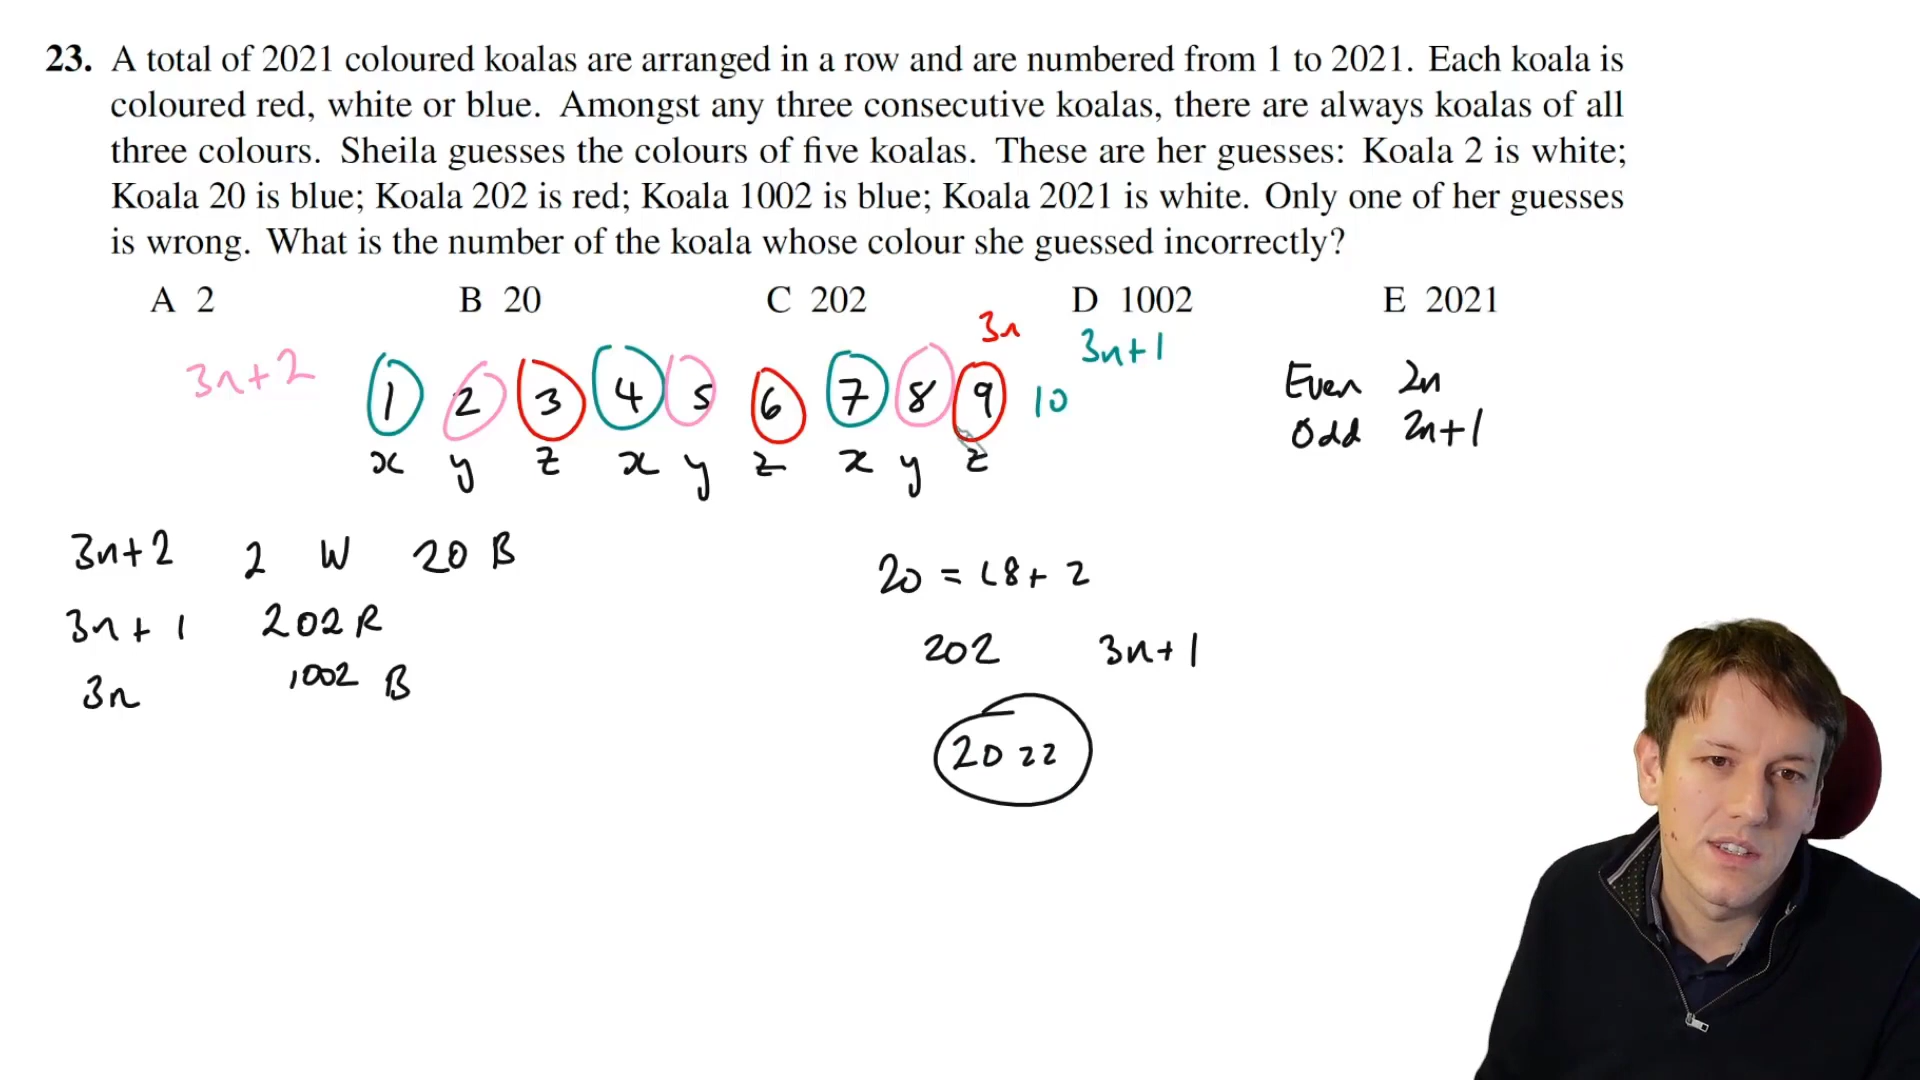 23. A total of 2021 coloured koalas are arranged in a row and are numbered from 1 to 2021. Each koala is
coloured red, white or blue. Amongst any three consecutive koalas, there are always koalas of all
three colours. Sheila guesses the colours of five koalas. These are her guesses: Koala 2 is white;
Koala 20 is blue; Koala 202 is red; Koala 1002 is blue; Koala 2021 is white. Only one of her guesses
is wrong. What is the number of the koala whose colour she guessed incorrectly?
A 2 B 20 C 202 D 1002 E 2021
3n 3n+1
3n+2 1 2 3 4 5 6 7 8 9 10 Even 2n
Odd 2n+1
x y z x y z x y z
3n+2 2 W 20 B 20 = 18+ 2
3n+1 202 R 202 3n+1
3n 1002 B
2022